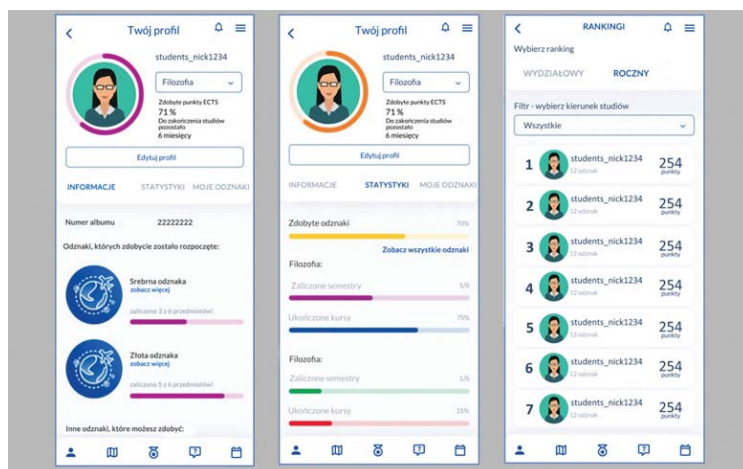 Twój profil
students_nick1234
Filozofia
Zdobyte punkty ECTS
71 %
Do zakończenia studiów
pozostało
6 miesięcy
Edytuj profil
INFORMACJE STATYSTYKI MOJE ODZNAKI
Numer albumu 22222222
Odznaki, których zdobycie zostało rozpoczęte:
Srebrna odznaka
zobacz więcej
zaliczono 3 z 6 przedmiotów!
Złota odznaka
zobacz więcej
zaliczono 5 z 6 przedmiotów!
Inne odznaki, które możesz zdobyć:
Twój profil
students_nick1234
Filozofia
Zdobyte punkty ECTS
71 %
Do zakończenia studiów
pozostało
6 miesięcy
Edytuj profil
INFORMACJE STATYSTYKI MOJE ODZNAKI
Zdobyte odznaki 70%
Zobacz wszystkie odznaki
Filozofia:
Zaliczone semestry 3/6
Ukończone kursy 75%
Filozofia:
Zaliczone semestry 1/6
Ukończone kursy 15%
RANKINGI
Wybierz ranking
WYDZIAŁOWY ROCZNY
Filtr - wybierz kierunek studiów
Wszystkie
1 students_nick1234 254
12 odznak punkty
2 students_nick1234 254
12 odznak punkty
3 students_nick1234 254
12 odznak punkty
4 students_nick1234 254
12 odznak punkty
5 students_nick1234 254
12 odznak punkty
6 students_nick1234 254
12 odznak punkty
7 students_nick1234 254
12 odznak punkty